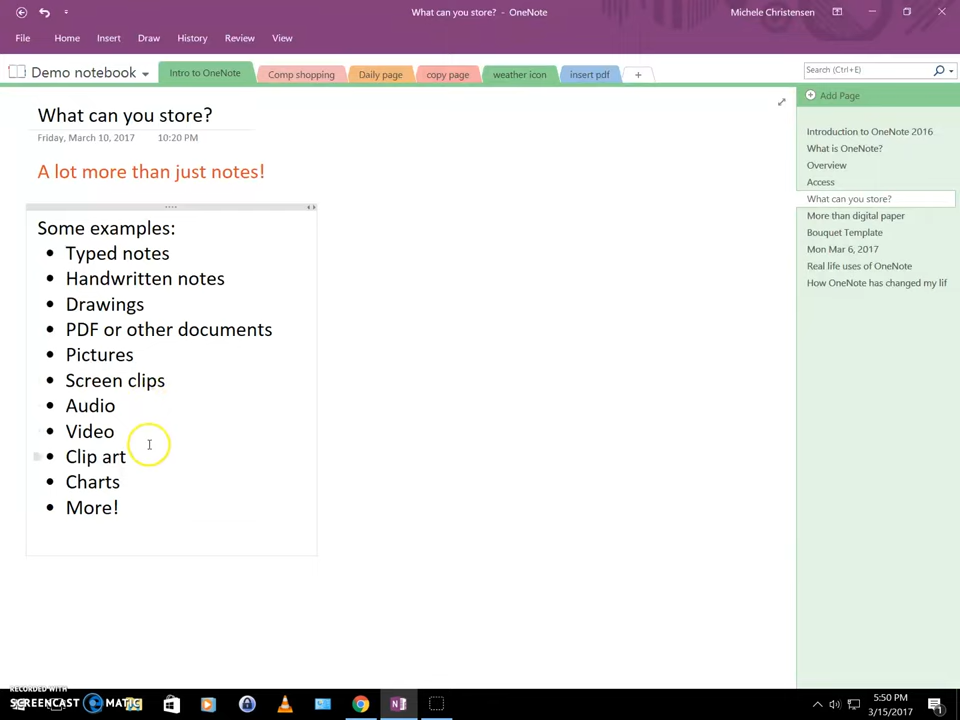 What can you store? - OneNote
Michele Christensen
File Home Insert Draw History Review View
Demo notebook
Intro to OneNote Comp shopping Daily page copy page weather icon insert pdf +
Search (Ctrl+E)
Add Page
What can you store?
Friday, March 10, 2017 10:20 PM
A lot more than just notes!
Some examples:
• Typed notes
• Handwritten notes
• Drawings
• PDF or other documents
• Pictures
• Screen clips
• Audio
• Video
• Clip art
• Charts
• More!
Introduction to OneNote 2016
What is OneNote?
Overview
Access
What can you store?
More than digital paper
Bouquet Template
Mon Mar 6, 2017
Real life uses of OneNote
How OneNote has changed my lif
RECORDED WITH
SCREENCAST MATIC
5:50 PM
3/15/2017
1